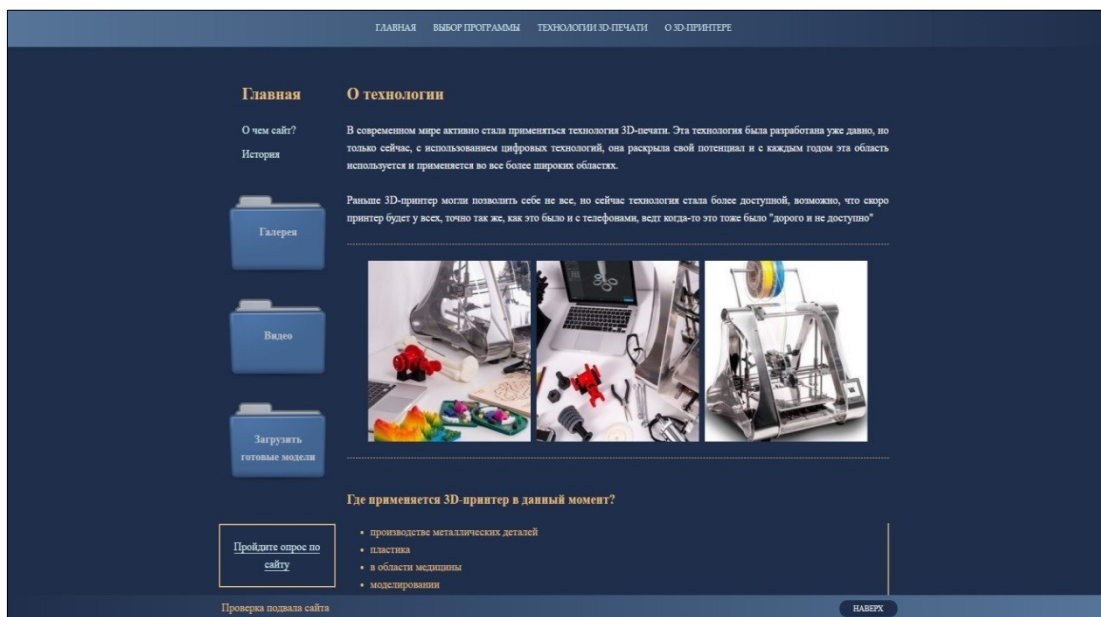 ГЛАВНАЯ ВЫБОР ПРОГРАММЫ ТЕХНОЛОГИИ 3D-ПЕЧАТИ О 3D-ПРИНТЕРЕ
Главная
О чем сайт?
История
Галерея
Видео
Загрузить
готовые модели
Пройдите опрос по
сайту
О технологии
В современном мире активно стала применяться технология 3D-печати. Эта технология была разработана уже давно, но
только сейчас, с использованием цифровых технологий, она раскрыла свой потенциал и с каждым годом эта область
используется и применяется во все более широких областях.
Раньше 3D-принтер могли позволить себе не все, но сейчас технология стала более доступной, возможно, что скоро
принтер будет у всех, точно так же, как это было и с телефонами, ведт когда-то это тоже было "дорого и не доступно"
Где применяется 3D-принтер в данный момент?
• производстве металлических деталей
• пластика
• в области медицины
• моделировании
Проверка подвала сайта
НАВЕРХ